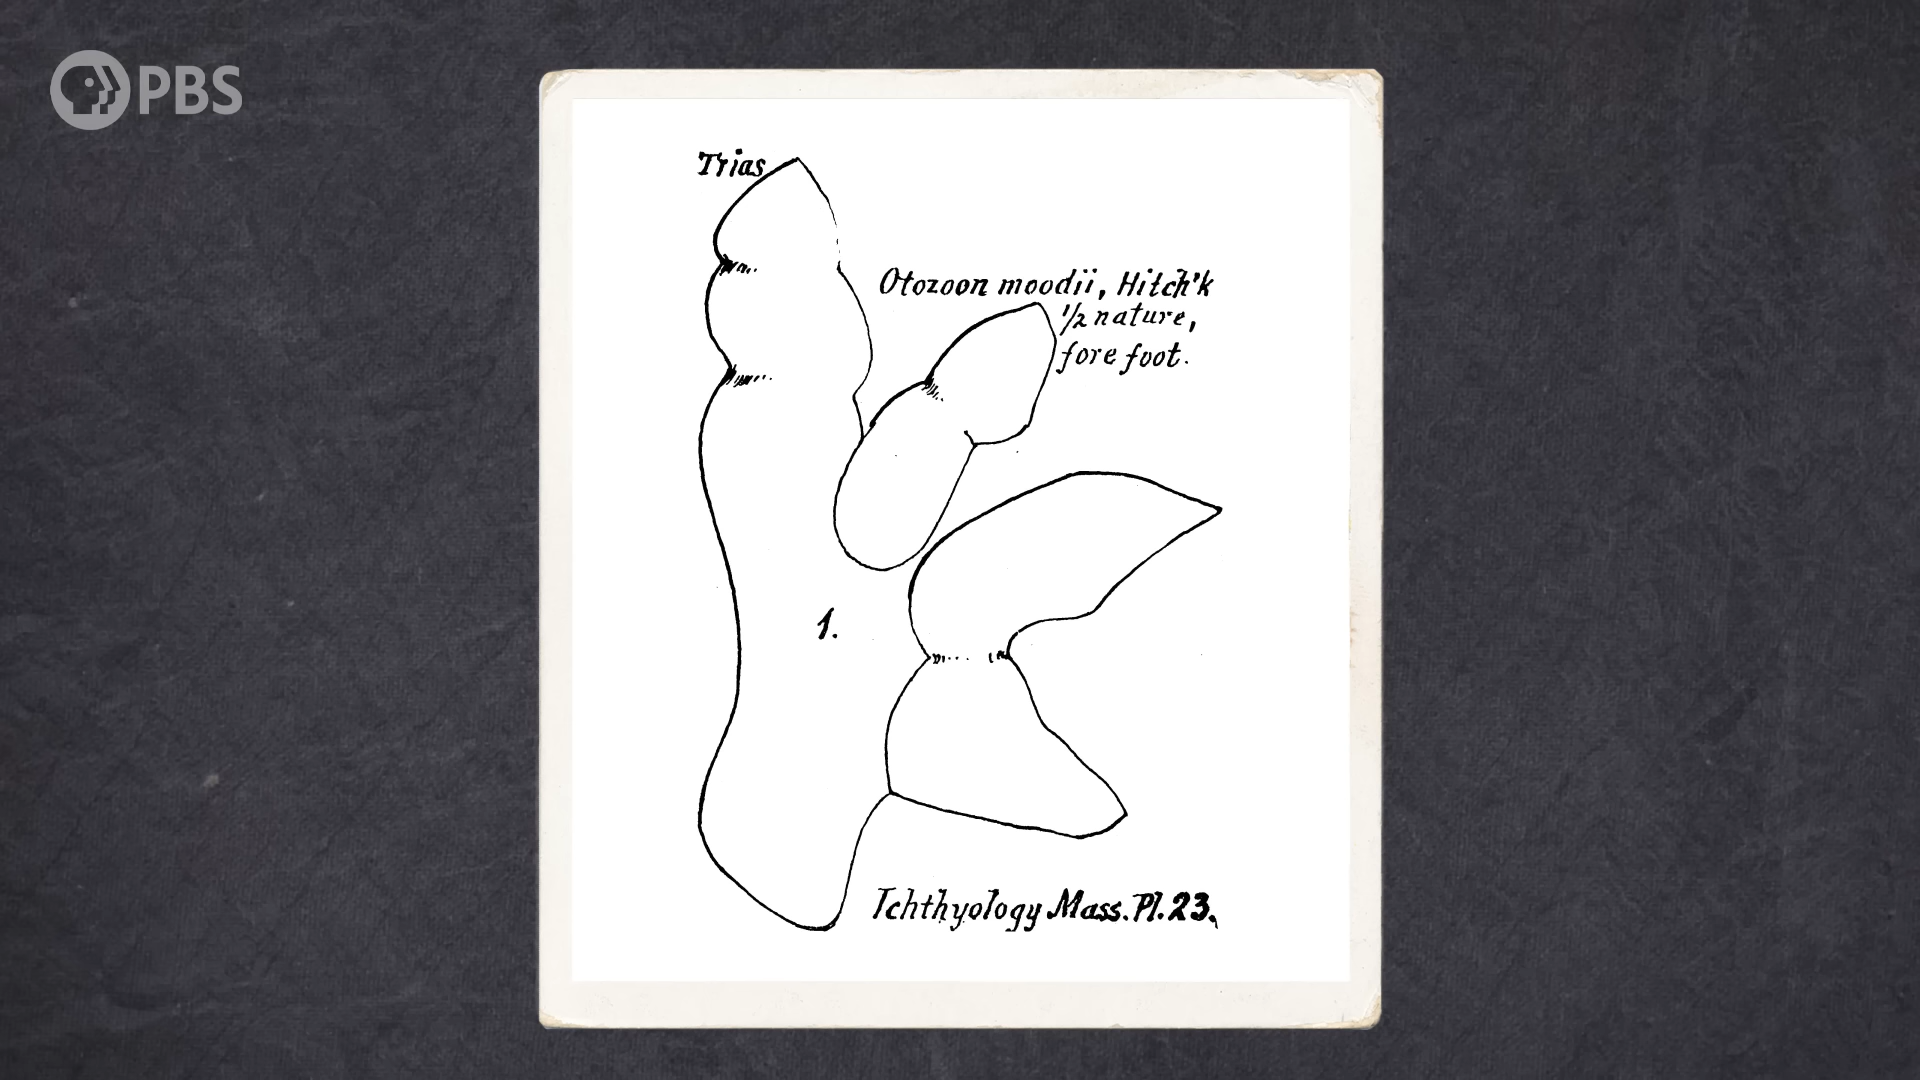 PBS
Trias
Otozoon moodii, Hitch'k
1/2 nature,
fore foot.
1.
Ichthyology Mass. Pl. 23.